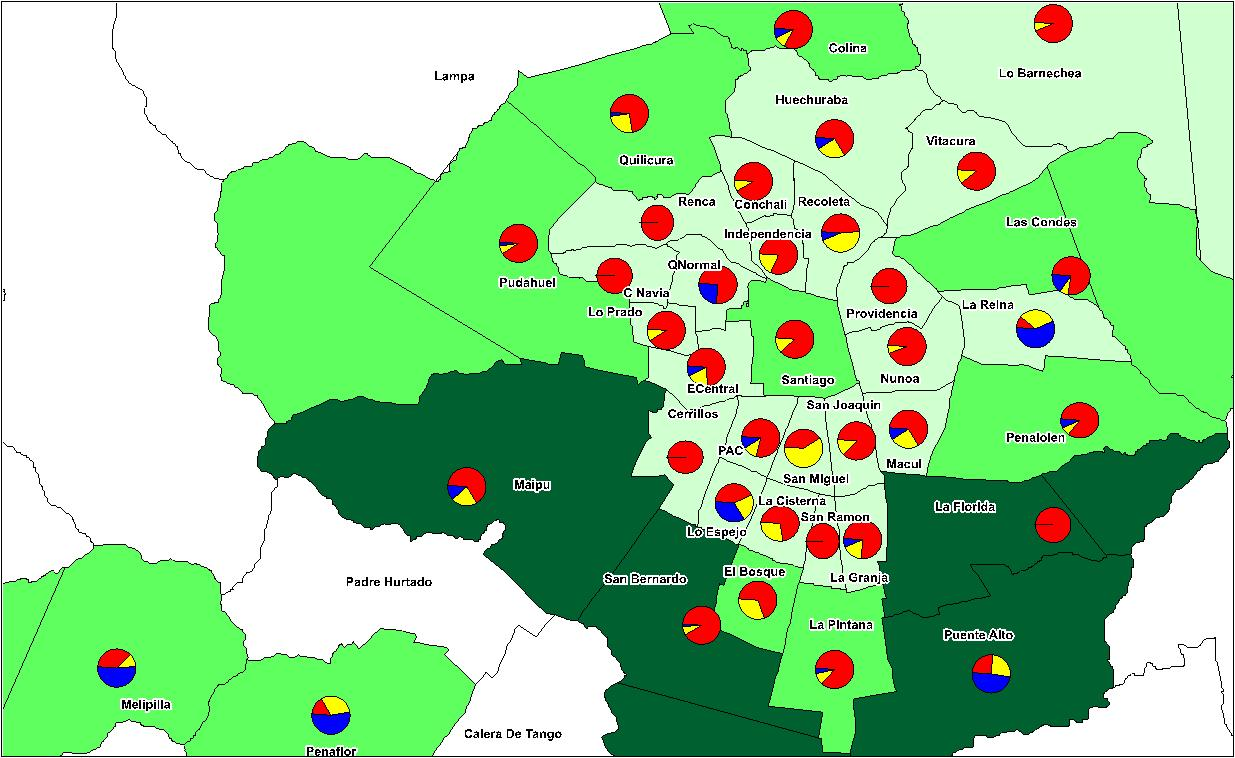 Colina
Lampa
Lo Barnechea
Huechuraba
Vitacura
Quilicura
Renca
Conchali
Recoleta
Las Condes
Independencia
QNormal
Pudahuel
C Navia
La Reina
Lo Prado
Providencia
Santiago
Nunoa
ECentral
San Joaquin
Cerrillos
Penalolen
PAC
Macul
San Miguel
Maipu
La Cisterna
La Florida
San Ramon
Lo Espejo
El Bosque
San Bernardo
La Granja
Padre Hurtado
La Pintana
Puente Alto
Melipilla
Calera De Tango
Penaflor